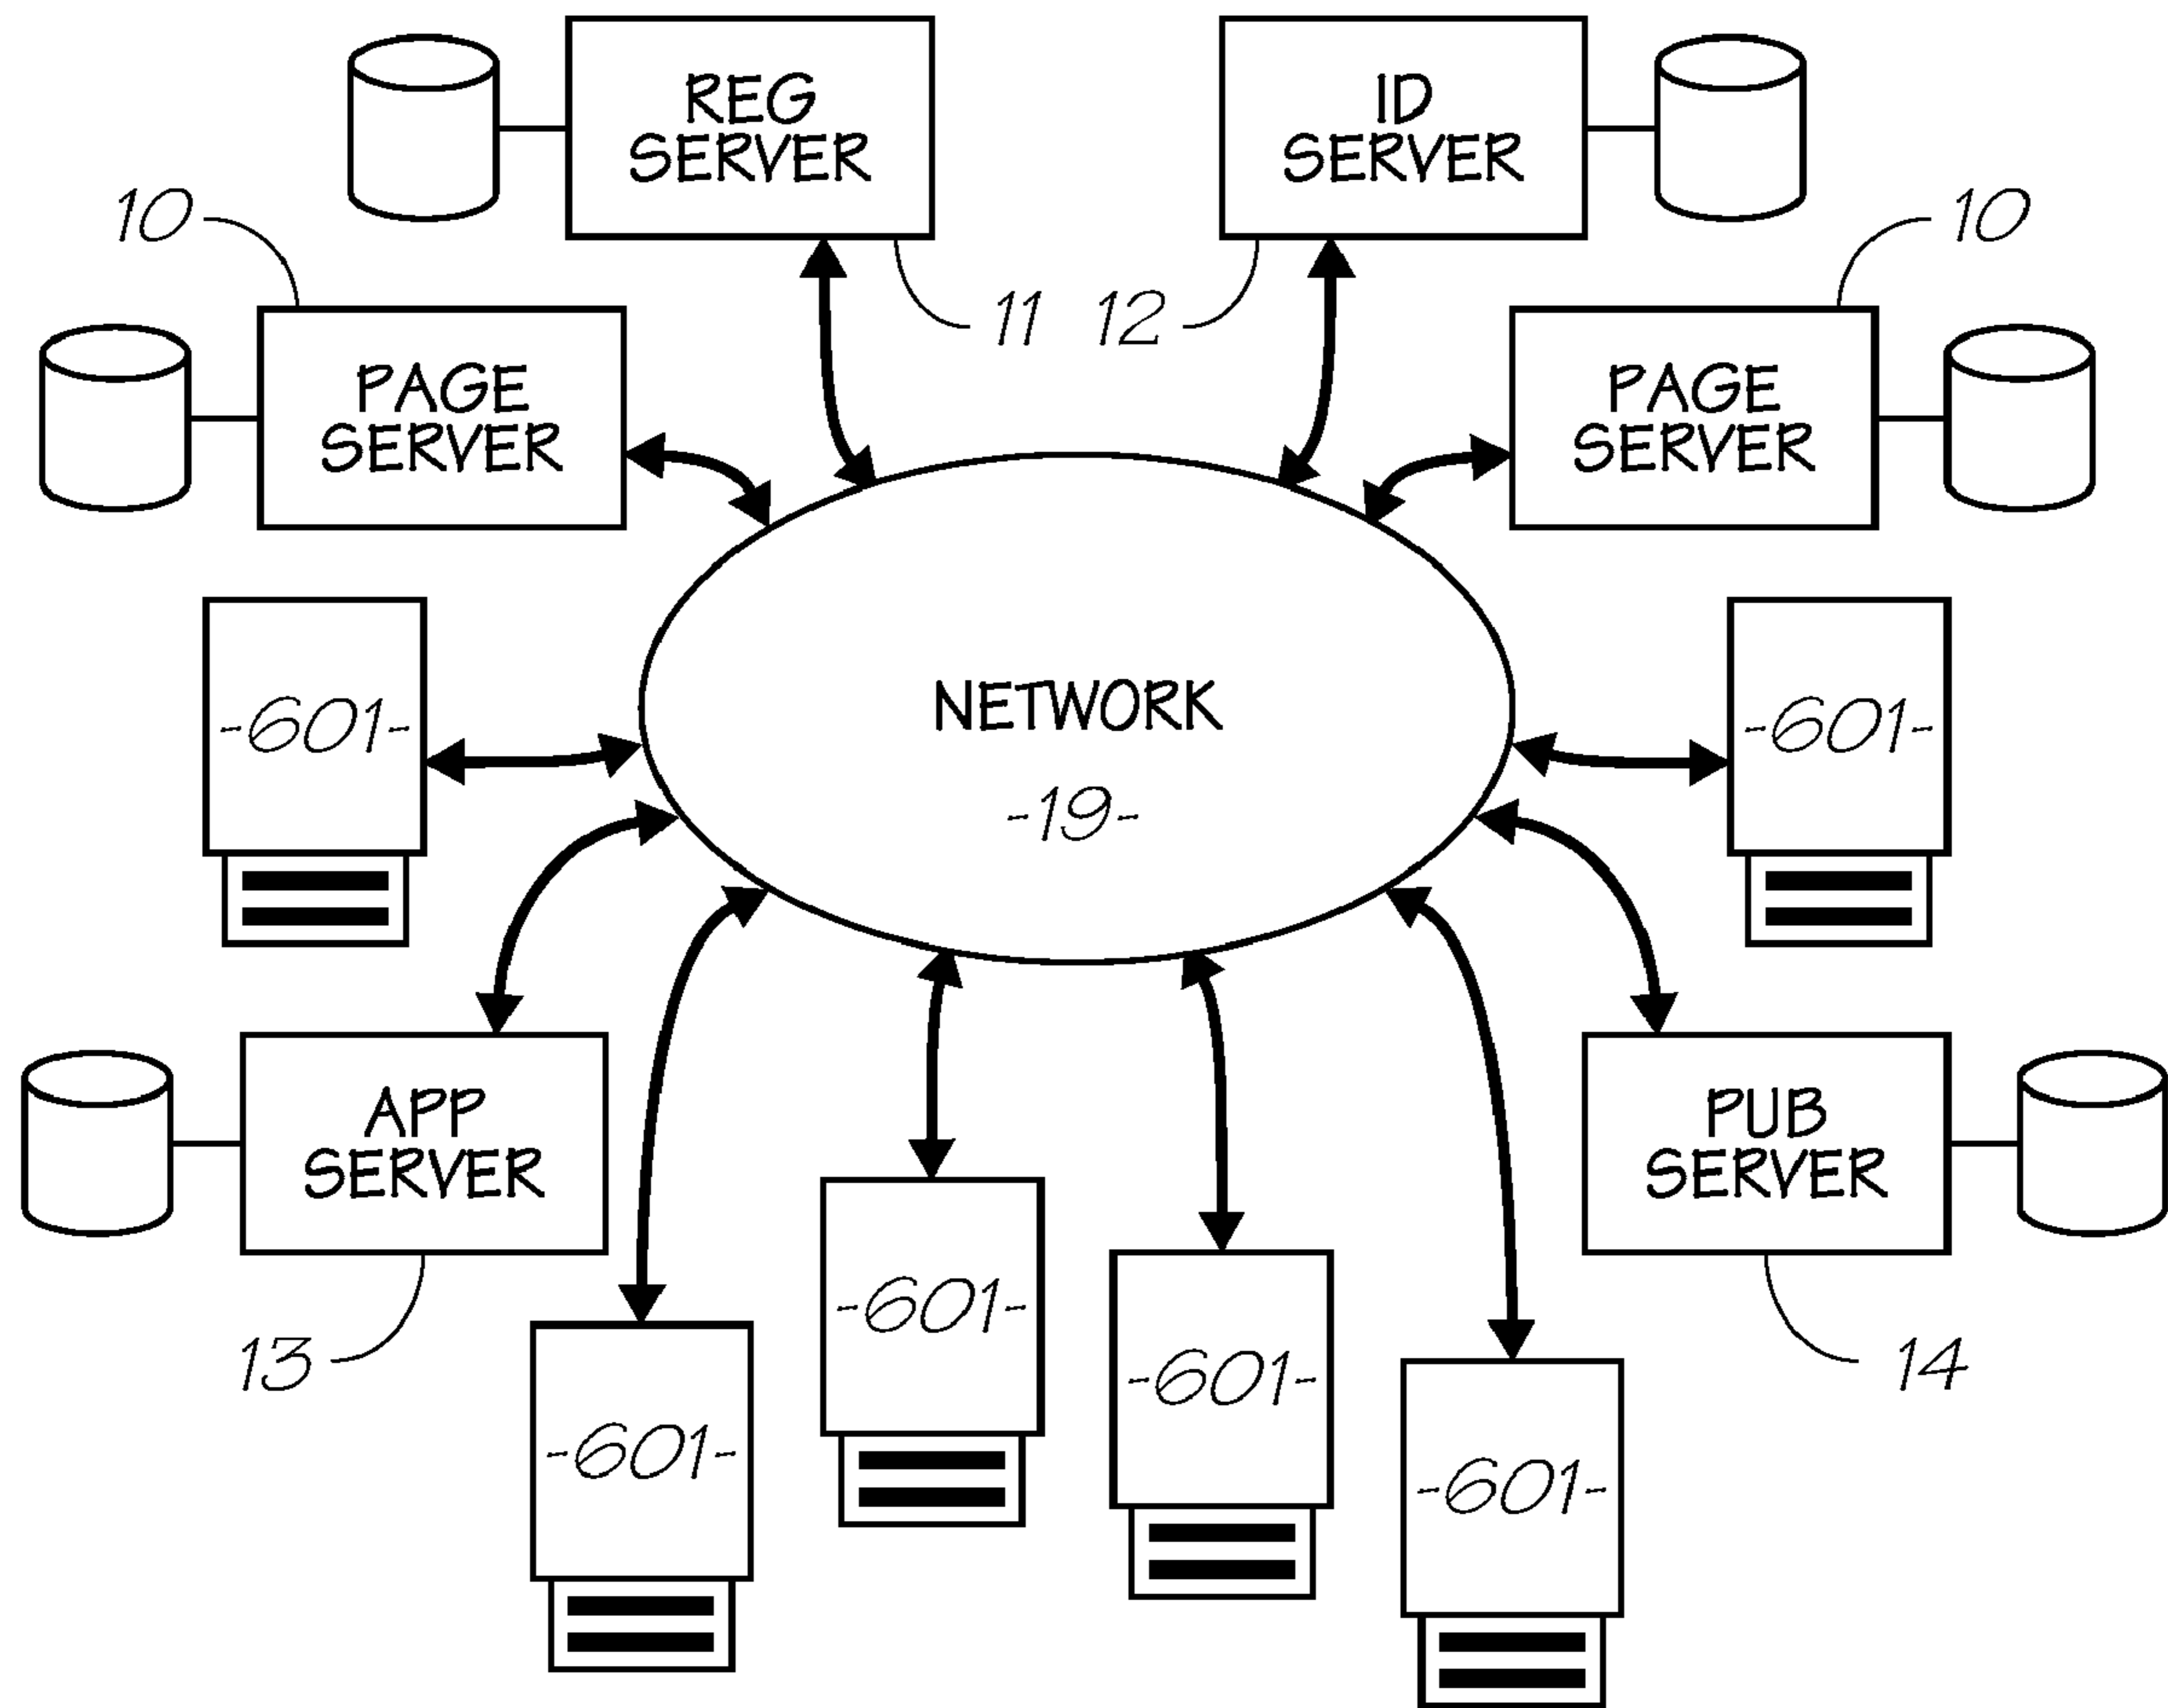 REG
SERVER
ID
SERVER
10
10
11
12
PAGE
SERVER
PAGE
SERVER
-601-
NETWORK
-19-
-601-
APP
SERVER
PUB
SERVER
13
-601-
-601-
-601-
-601-
14